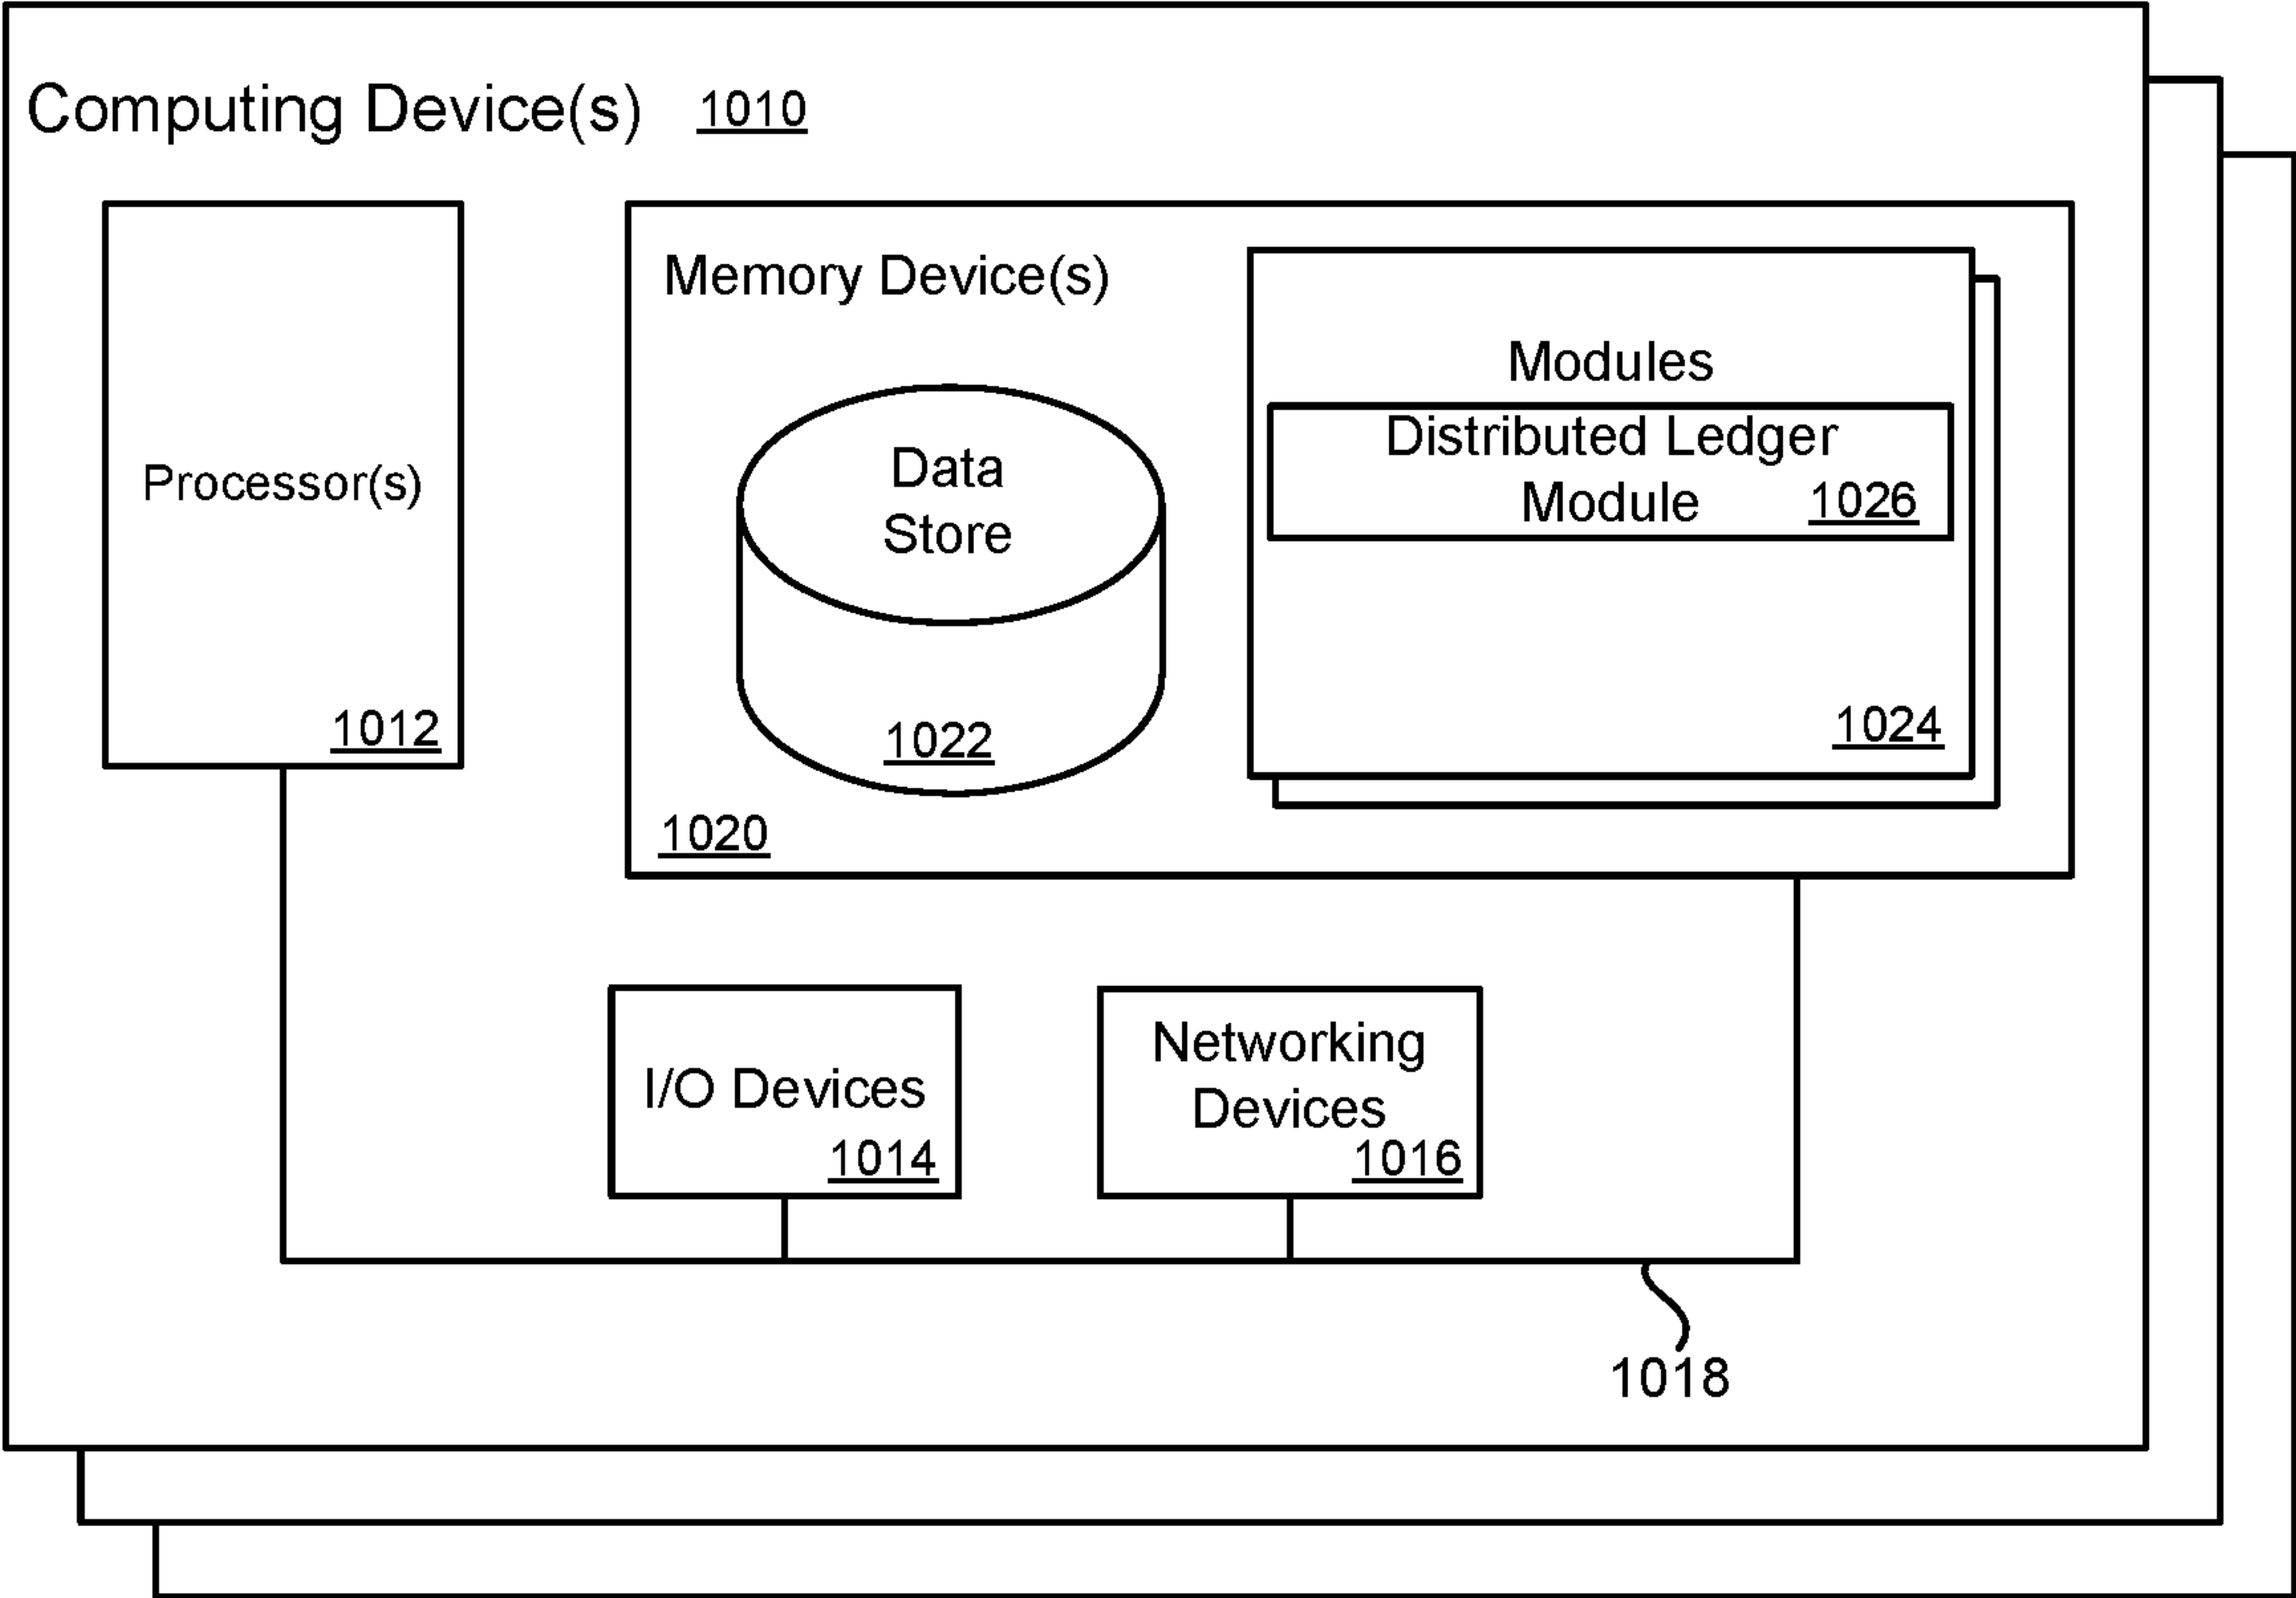 Computing Device(s) 1010
Processor(s)
1012
Memory Device(s)
Data
Store
1022
1020
Modules
Distributed Ledger
Module 1026
1024
I/O Devices
1014
Networking
Devices
1016
1018